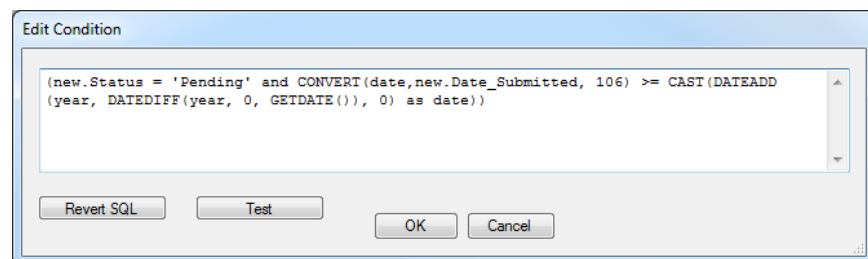 Edit Condition
(new.Status = 'Pending' and CONVERT(date,new.Date_Submitted, 106) >= CAST(DATEADD
(year, DATEDIFF(year, 0, GETDATE()), 0) as date))
Revert SQL Test
OK Cancel